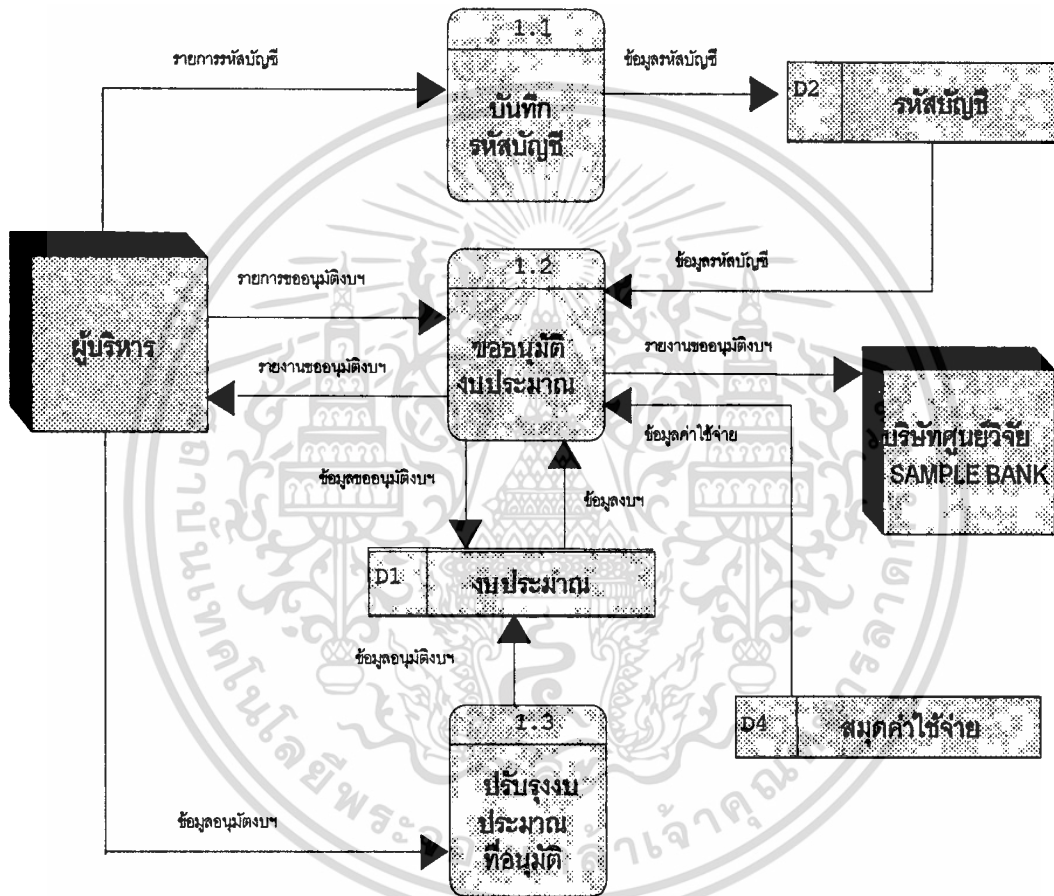 1.1
รายการรหัสบัญชี
ข้อมูลรหัสบัญชี
D2
รหัสบัญชี
บันทึก
รหัสบัญชี
1.2
ข้อมูลรหัสบัญชี
รายการขออนุมัติงบฯ
ผู้บริหาร
ขออนุมัติ
งบประมาณ
รายงานขออนุมัติงบฯ
รายงานขออนุมัติงบฯ
ข้อมูลค่าใช้จ่าย
บริษัทศูนย์วิจัย
SAMPLE BANK
ข้อมูลขออนุมัติงบฯ
ข้อมูลงบฯ
D1
งบประมาณ
ข้อมูลอนุมัติงบฯ
1.3
D4
สมุดค่าใช้จ่าย
ปรับรุงงบ
ประมาณ
ที่อนุมัติ
ข้อมูลอนุมัตงบฯ